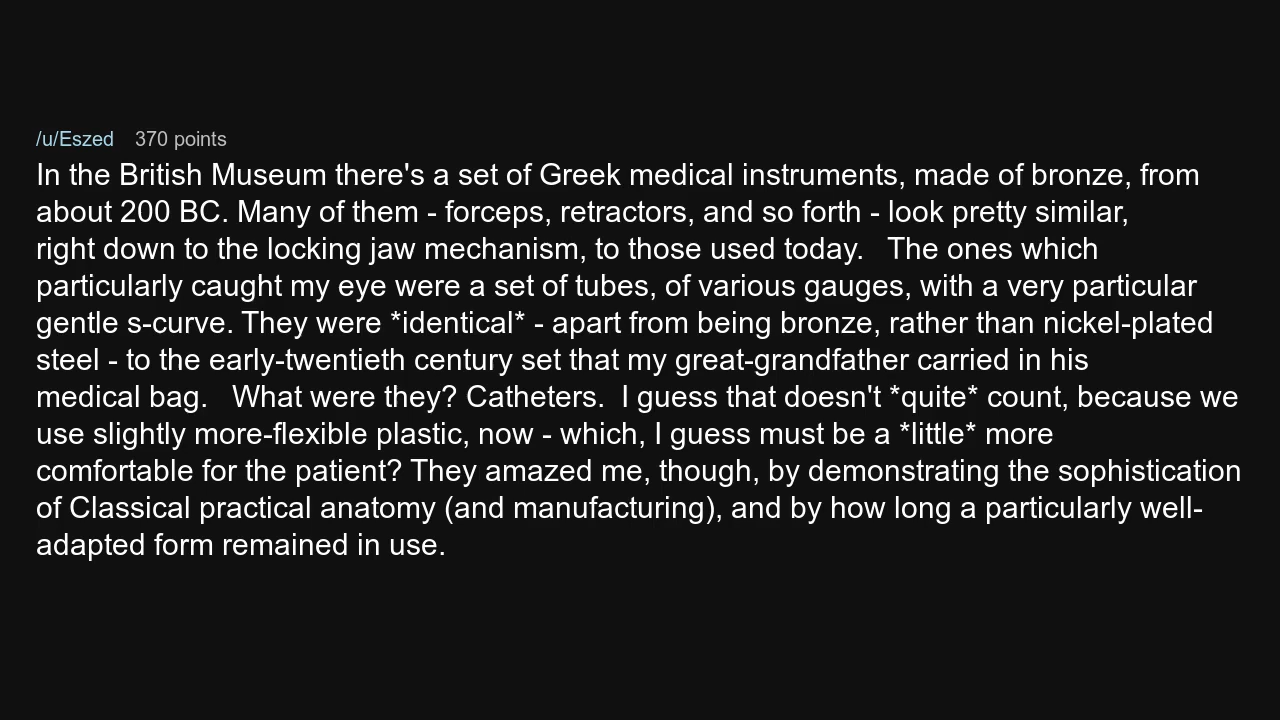 /u/Eszed 370 points
In the British Museum there's a set of Greek medical instruments, made of bronze, from
about 200 BC. Many of them - forceps, retractors, and so forth - look pretty similar,
right down to the locking jaw mechanism, to those used today.   The ones which
particularly caught my eye were a set of tubes, of various gauges, with a very particular
gentle s-curve. They were *identical* - apart from being bronze, rather than nickel-plated
steel - to the early-twentieth century set that my great-grandfather carried in his
medical bag.   What were they? Catheters.  I guess that doesn't *quite* count, because we
use slightly more-flexible plastic, now - which, I guess must be a *little* more
comfortable for the patient? They amazed me, though, by demonstrating the sophistication
of Classical practical anatomy (and manufacturing), and by how long a particularly well-
adapted form remained in use.